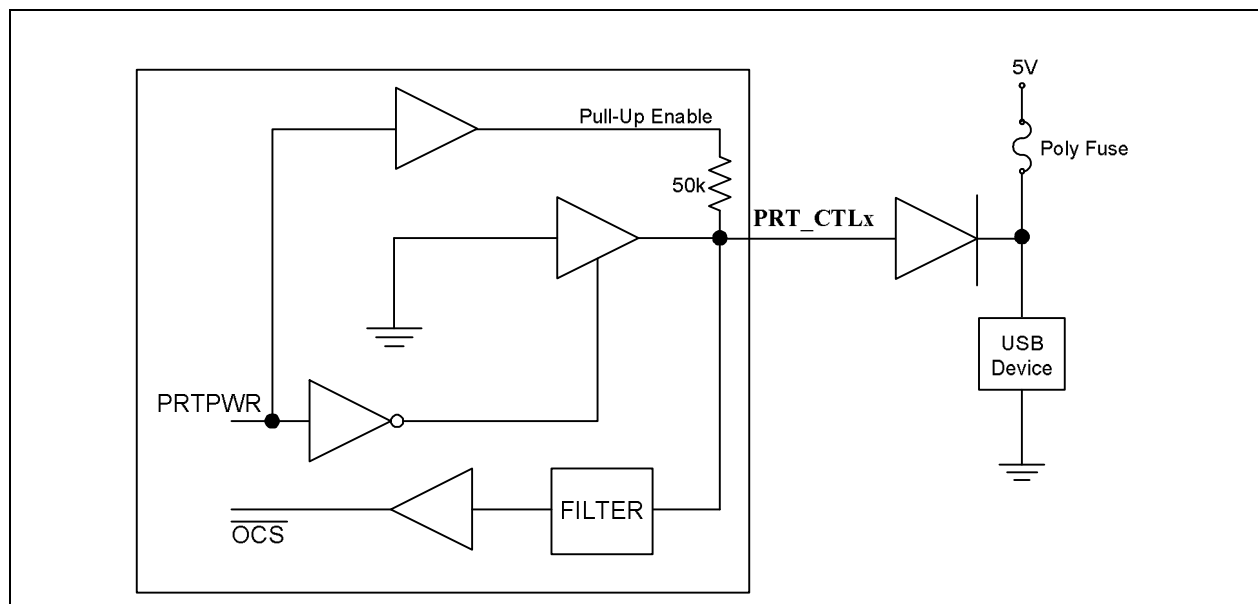 5V
Poly Fuse
Pull-Up Enable
50k
PRT_CTLx
USB
Device
PRTPWR
FILTER
OCS